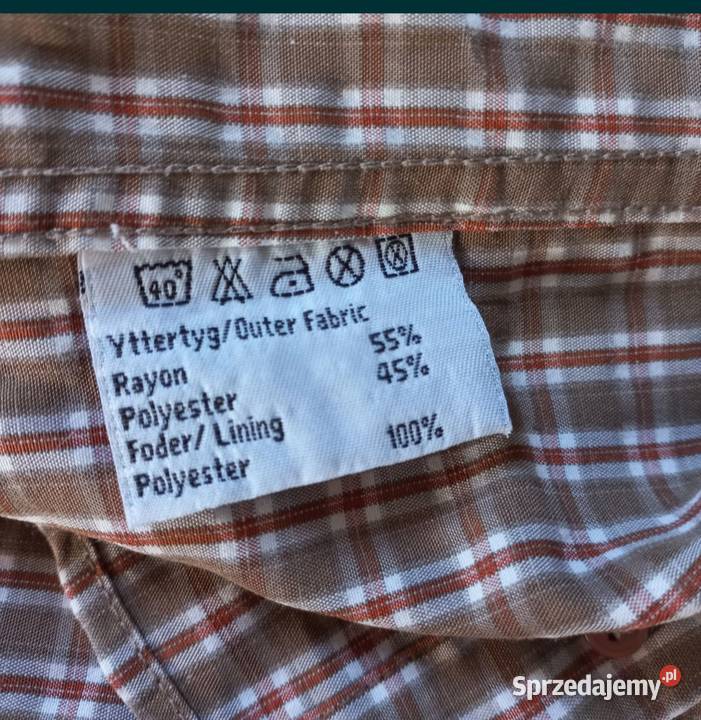 40°
Yttertyg/Outer Fabric
Rayon 55%
Polyester 45%
Foder/ Lining
Polyester 100%
Sprzedajemy.pl